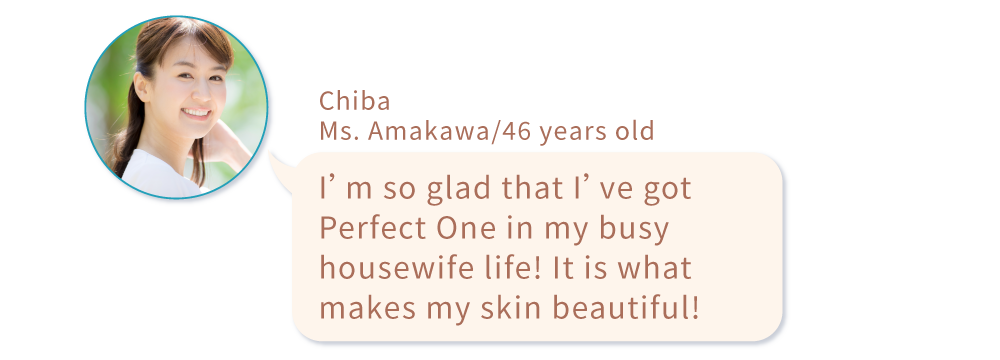 Chiba
Ms. Amakawa/46 years old
I’m so glad that I’ve got
Perfect One in my busy
housewife life! It is what
makes my skin beautiful!